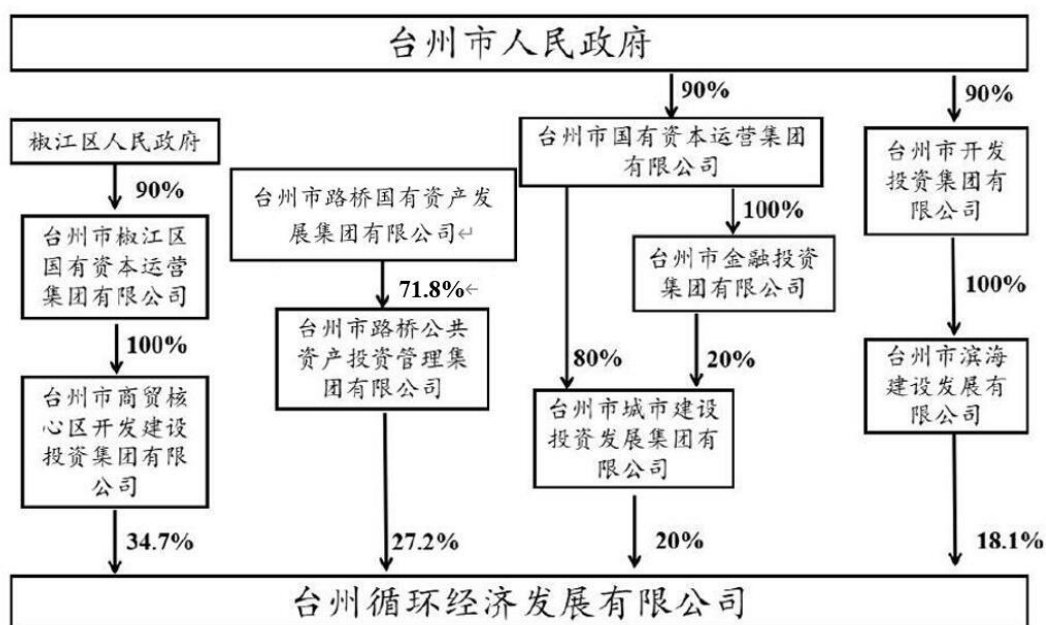 台州市人民政府
90%
90%
椒江区人民政府
台州市国有资本运营集团
有限公司
台州市开发
投资集团有
限公司
90%
台州市路桥国有资产发
展集团有限公司↵
100%
台州市椒江区
国有资本运营
集团有限公司
台州市金融投资
集团有限公司
71.8%←
100%
100%
台州市路桥公共
资产投资管理集
团有限公司
80%
20%
台州市滨海
建设发展有
限公司
台州市商贸核
心区开发建设
投资集团有限
公司
台州市城市建设
投资发展集团有
限公司
34.7%
27.2%
20%
18.1%
台州循环经济发展有限公司